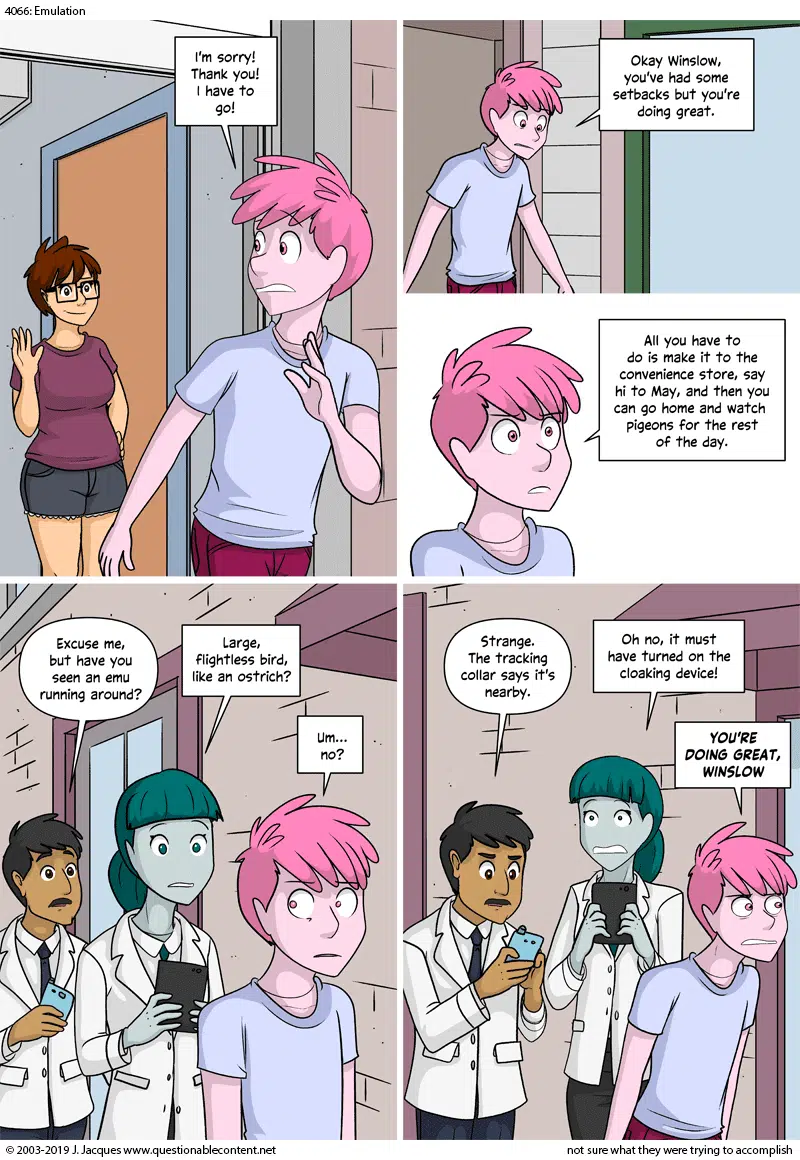 4066: Emulation
I'm sorry!
Thank you!
I have to
go!
Okay Winslow,
you've had some
setbacks but you're
doing great.
All you have to
do is make it to the
convenience store, say
hi to May, and then you
can go home and watch
pigeons for the rest
of the day.
Excuse me,
but have you
seen an emu
running around?
Large,
flightless bird,
like an ostrich?
Um...
no?
Strange.
The tracking
collar says it's
nearby.
Oh no, it must
have turned on the
cloaking device!
YOU'RE
DOING GREAT,
WINSLOW
© 2003-2019 J. Jacques www.questionablecontent.net
not sure what they were trying to accomplish